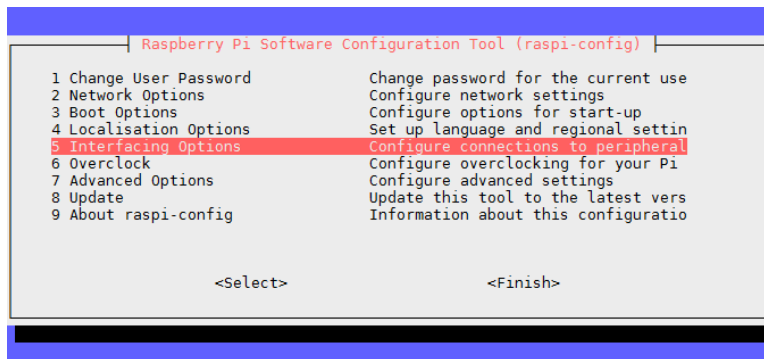 Raspberry Pi Software Configuration Tool (raspi-config)
1 Change User Password Change password for the current use
2 Network Options Configure network settings
3 Boot Options Configure options for start-up
4 Localisation Options Set up language and regional settin
5 Interfacing Options Configure connections to peripheral
6 Overclock Configure overclocking for your Pi
7 Advanced Options Configure advanced settings
8 Update Update this tool to the latest vers
9 About raspi-config Information about this configuratio
<Select> <Finish>